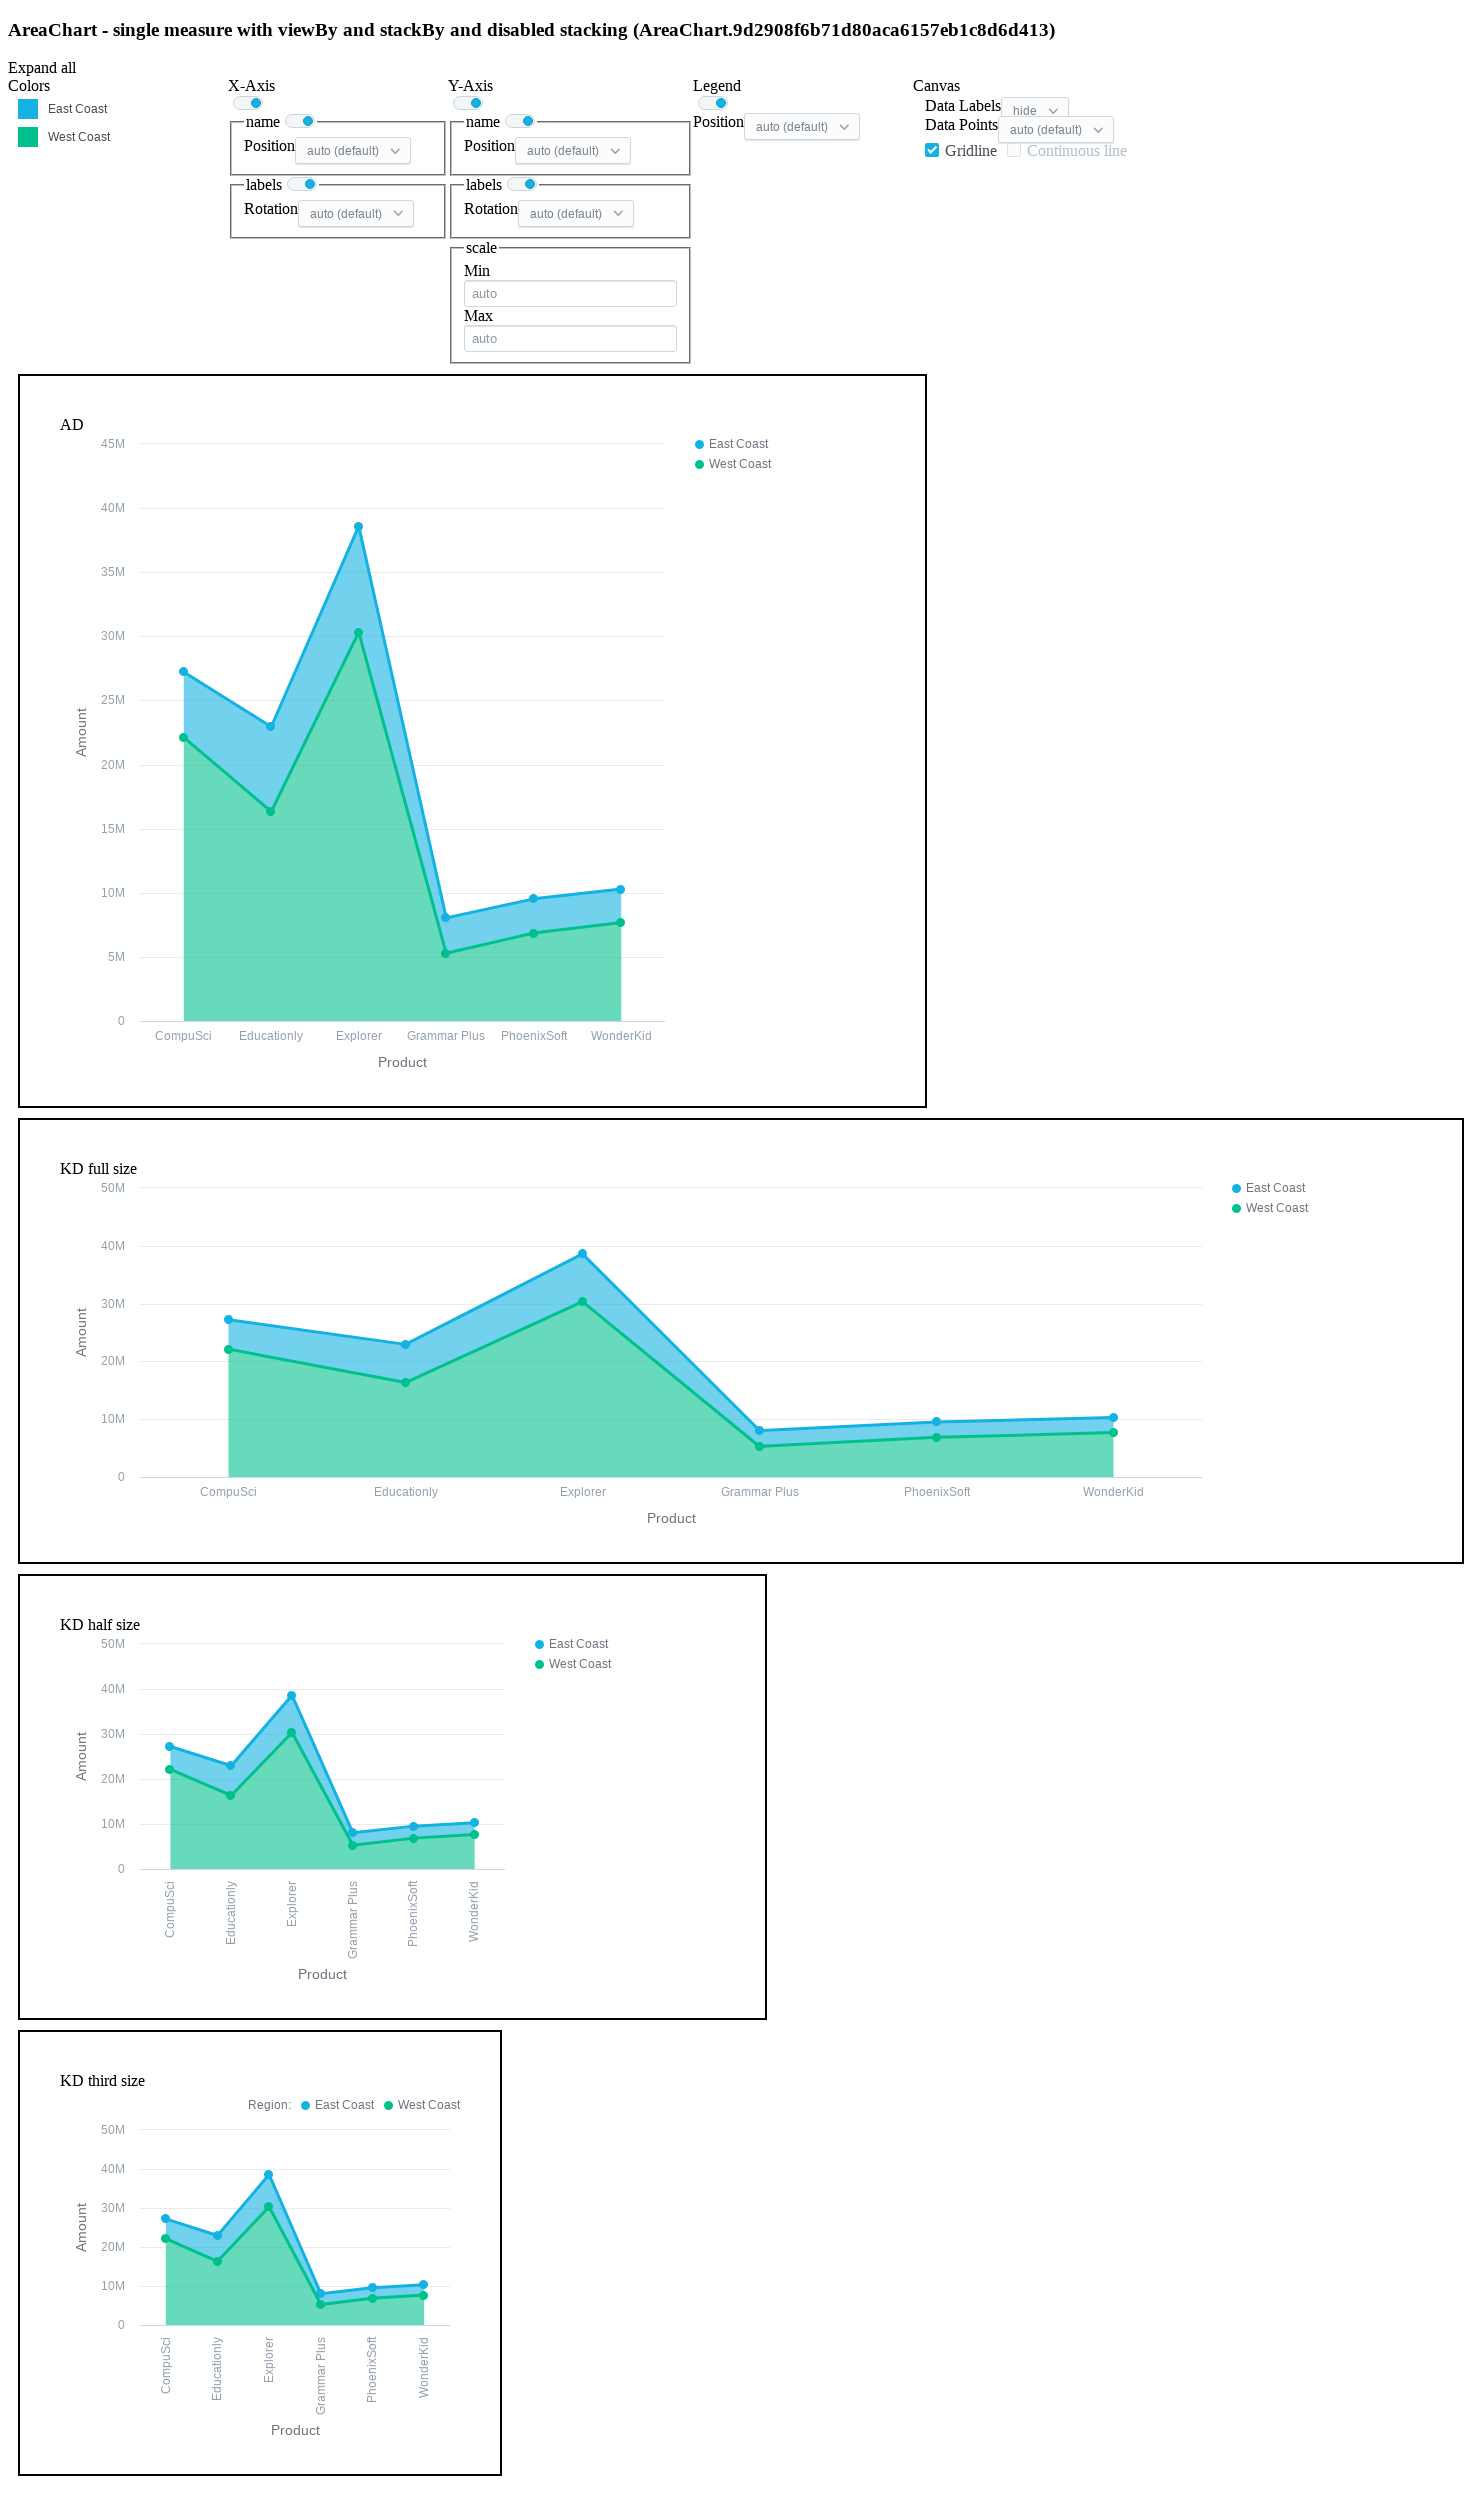 AreaChart - single measure with viewBy and stackBy and disabled stacking (AreaChart.9d2908f6b71d80aca6157eb1c8d6d413)
Expand all
Colors
East Coast
West Coast
X-Axis
name
Position auto (default)
labels
Rotation auto (default)
Y-Axis
name
Position auto (default)
labels
Rotation auto (default)
scale
Min
auto
Max
auto
Legend
Position auto (default)
Canvas
Data Labels hide
Data Points auto (default)
Gridline Continuous line
AD
45M
40M
35M
30M
25M
20M
15M
10M
5M
0
Amount
CompuSci Educationly Explorer Grammar Plus PhoenixSoft WonderKid
Product
East Coast
West Coast
KD full size
50M
40M
30M
20M
10M
0
Amount
CompuSci Educationly Explorer Grammar Plus PhoenixSoft WonderKid
Product
East Coast
West Coast
KD half size
50M
40M
30M
20M
10M
0
Amount
CompuSci
Educationly
Explorer
Grammar Plus
PhoenixSoft
WonderKid
Product
East Coast
West Coast
KD third size
Region: East Coast West Coast
50M
40M
30M
20M
10M
0
Amount
CompuSci
Educationly
Explorer
Grammar Plus
PhoenixSoft
WonderKid
Product